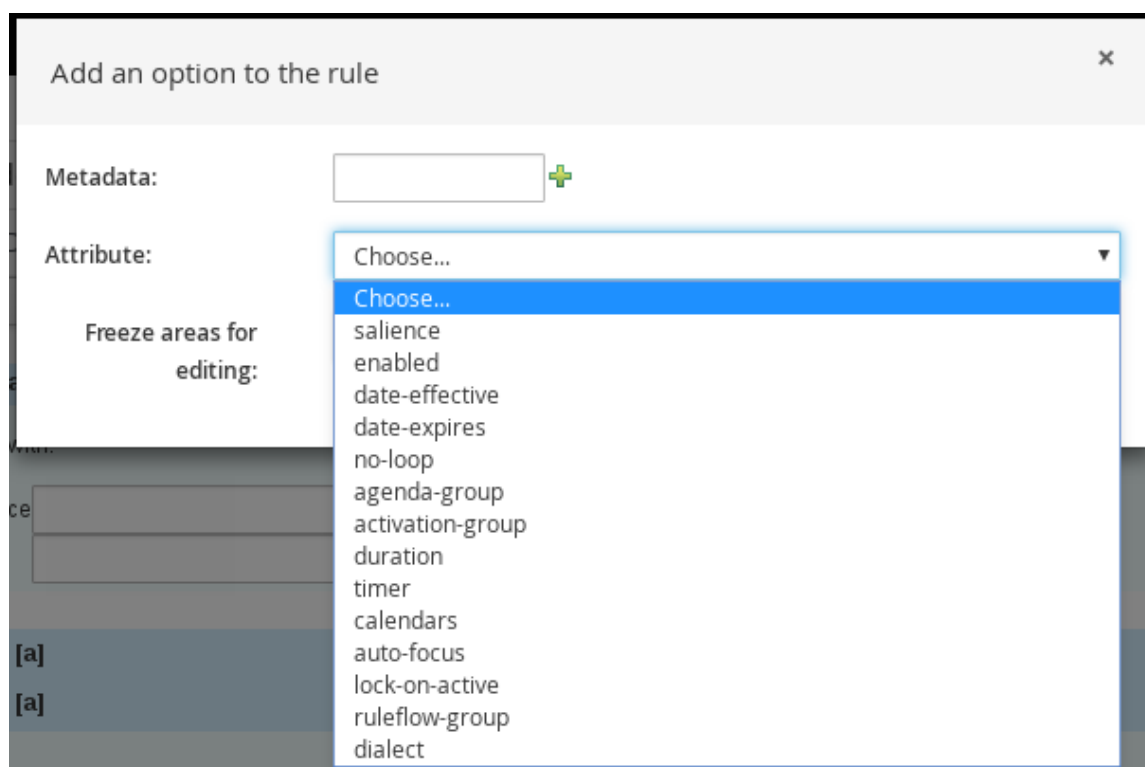 Add an option to the rule
×
Metadata:
Attribute:
Choose...
Choose...
Freeze areas for
editing:
salience
enabled
date-effective
date-expires
no-loop
agenda-group
activation-group
duration
timer
calendars
auto-focus
lock-on-active
ruleflow-group
dialect
ce
[a]
[a]